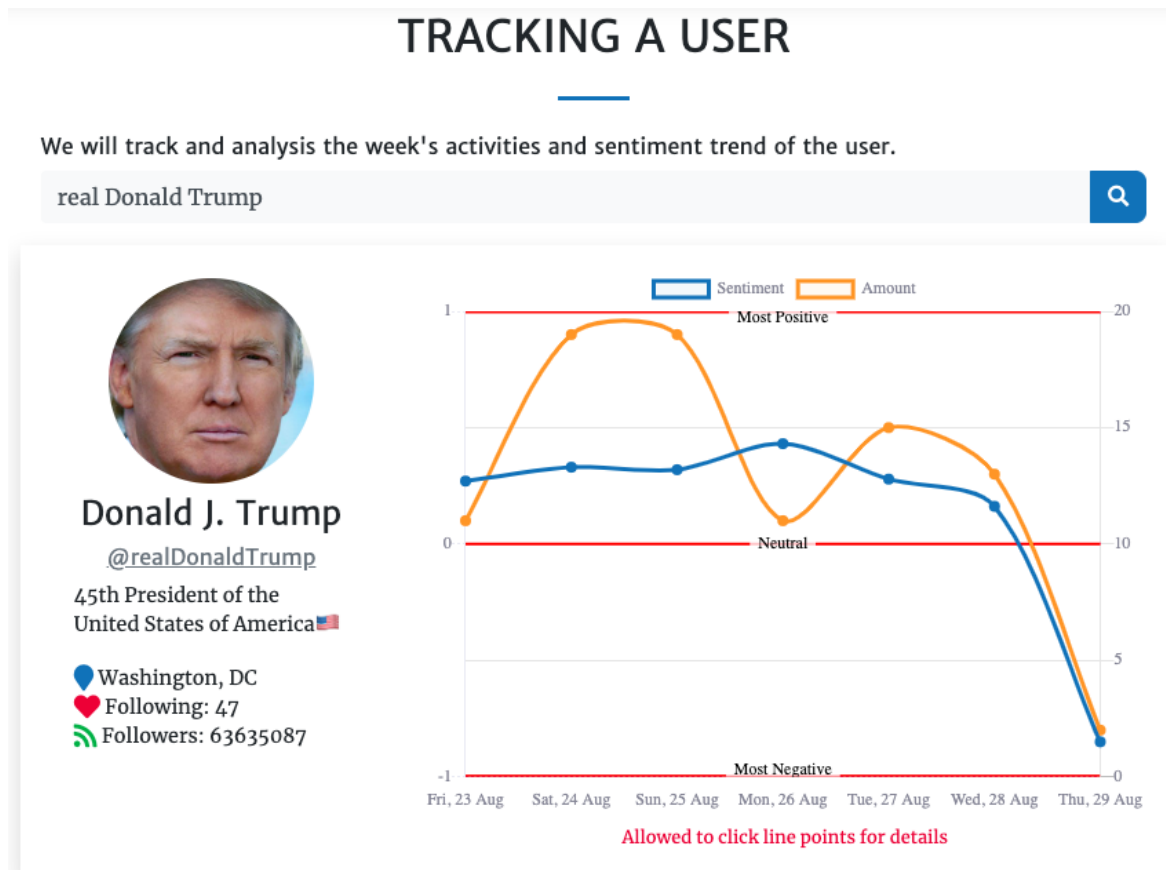 TRACKING A USER
We will track and analysis the week's activities and sentiment trend of the user.
real Donald Trump
Donald J. Trump
@realDonaldTrump
45th President of the
United States of America🇺🇸
Washington, DC
Following: 47
Followers: 63635087
Sentiment Amount
1 Most Positive 20
15
0 Neutral 10
5
-1 Most Negative 0
Fri, 23 Aug Sat, 24 Aug Sun, 25 Aug Mon, 26 Aug Tue, 27 Aug Wed, 28 Aug Thu, 29 Aug
Allowed to click line points for details